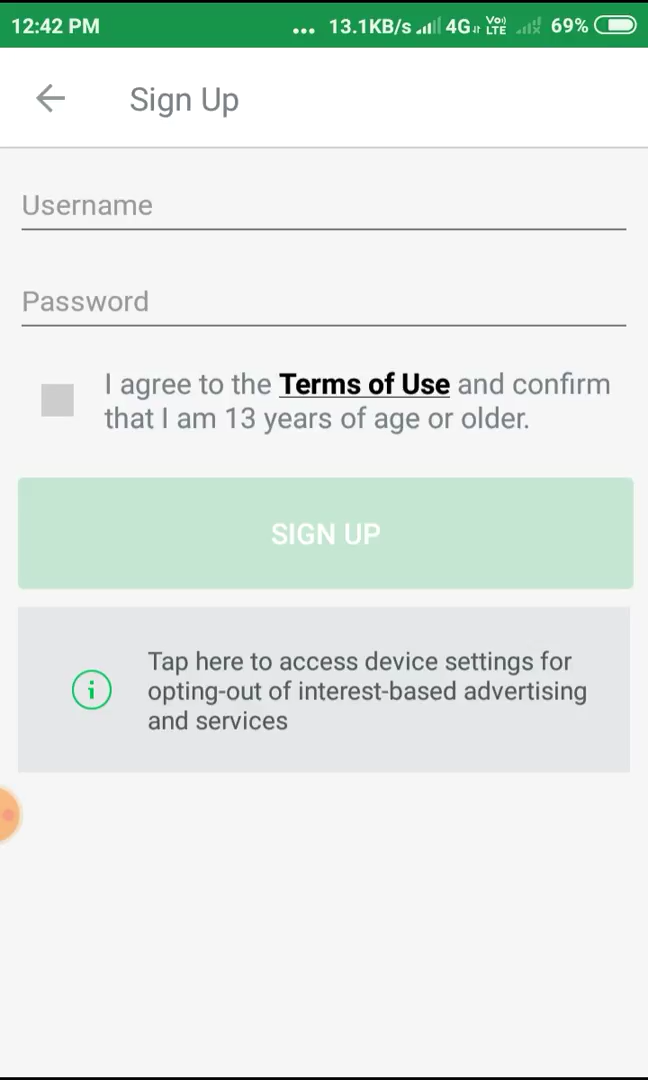 12:42 PM ... 13.1KB/s 4G Vo) LTE 69%
Sign Up
Username
Password
I agree to the Terms of Use and confirm
that I am 13 years of age or older.
SIGN UP
Tap here to access device settings for
opting-out of interest-based advertising
and services